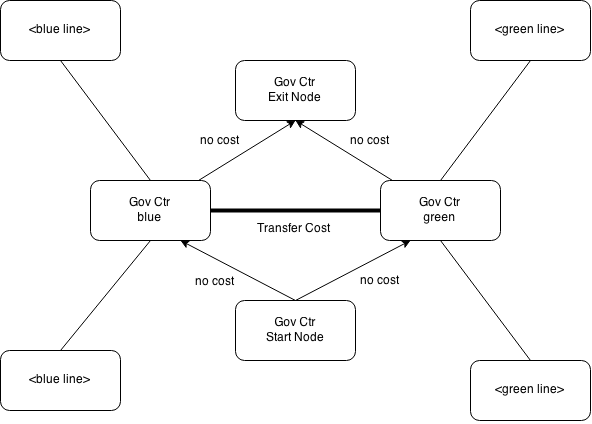 <blue line>
<green line>
Gov Ctr
Exit Node
no cost
no cost
Gov Ctr
blue
Gov Ctr
green
Transfer Cost
no cost
no cost
Gov Ctr
Start Node
<blue line>
<green line>